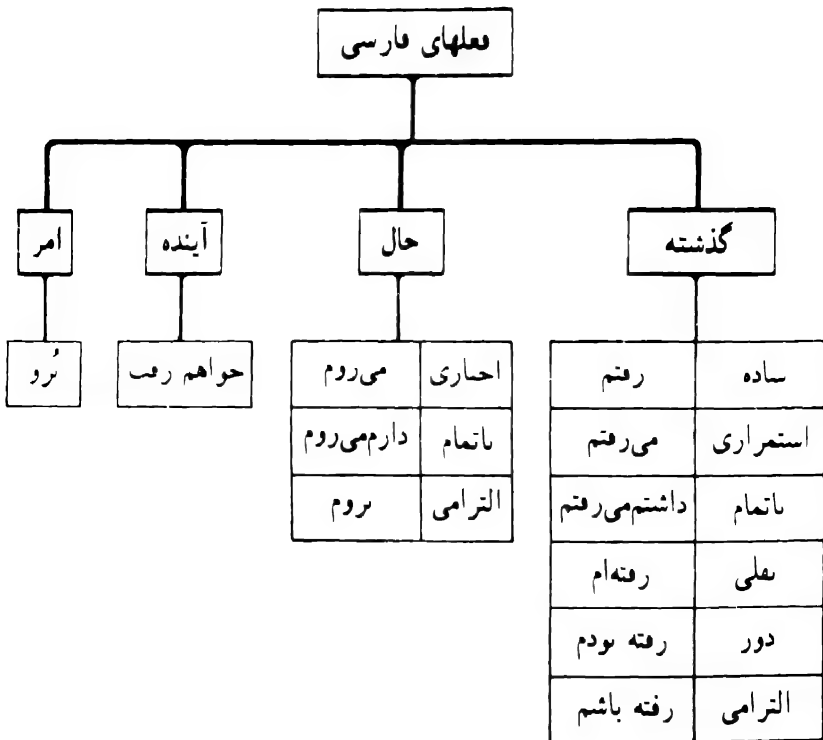 فعلهای فارسی
گذشته
حال
آینده
امر
ساده رفتم
استمراری می‌رفتم
ناتمام داشتم‌می‌رفتم
نقلی رفته‌ام
دور رفته بودم
التزامی رفته باشم
اخباری می‌روم
ناتمام دارم‌می‌روم
التزامی بروم
خواهم رفت
بُرو